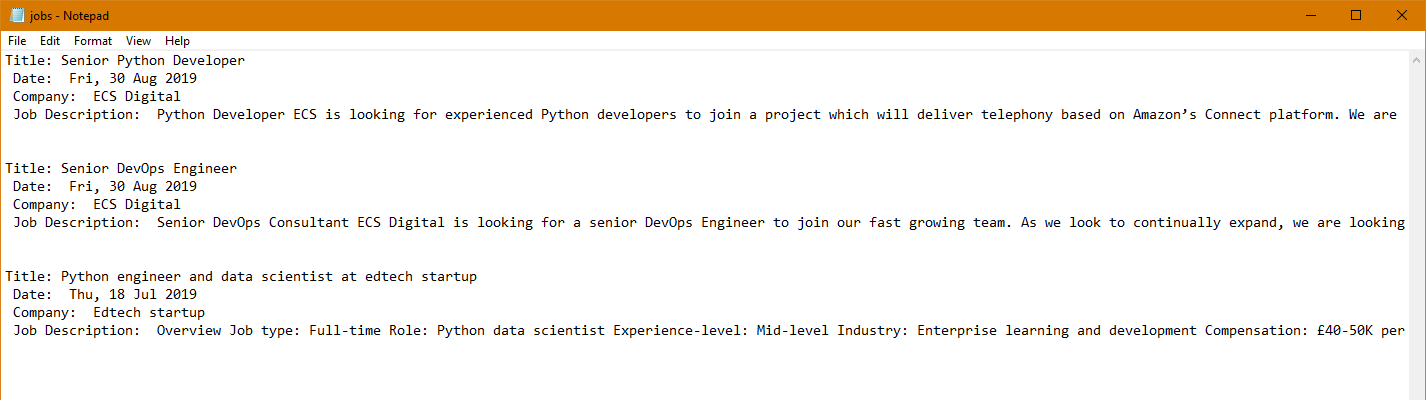 jobs - Notepad
File Edit Format View Help
Title: Senior Python Developer
Date:  Fri, 30 Aug 2019
Company:  ECS Digital
Job Description:  Python Developer ECS is looking for experienced Python developers to join a project which will deliver telephony based on Amazon’s Connect platform. We are
Title: Senior DevOps Engineer
Date:  Fri, 30 Aug 2019
Company:  ECS Digital
Job Description:  Senior DevOps Consultant ECS Digital is looking for a senior DevOps Engineer to join our fast growing team. As we look to continually expand, we are looking
Title: Python engineer and data scientist at edtech startup
Date:  Thu, 18 Jul 2019
Company:  Edtech startup
Job Description:  Overview Job type: Full-time Role: Python data scientist Experience-level: Mid-level Industry: Enterprise learning and development Compensation: £40-50K per